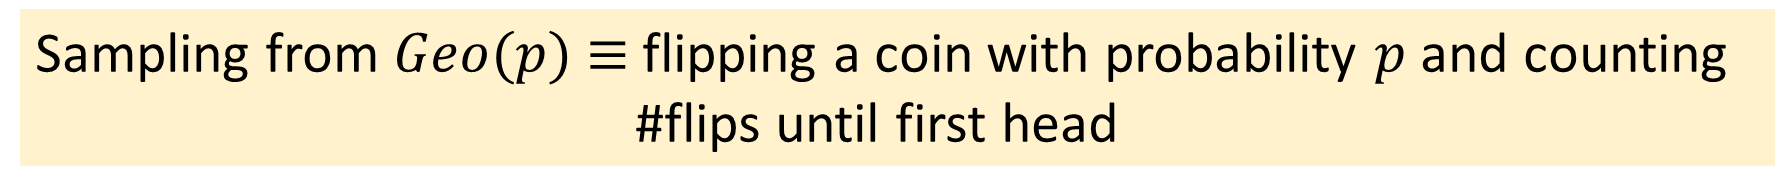 Sampling from Geo(p) ≡ flipping a coin with probability p and counting
#flips until first head